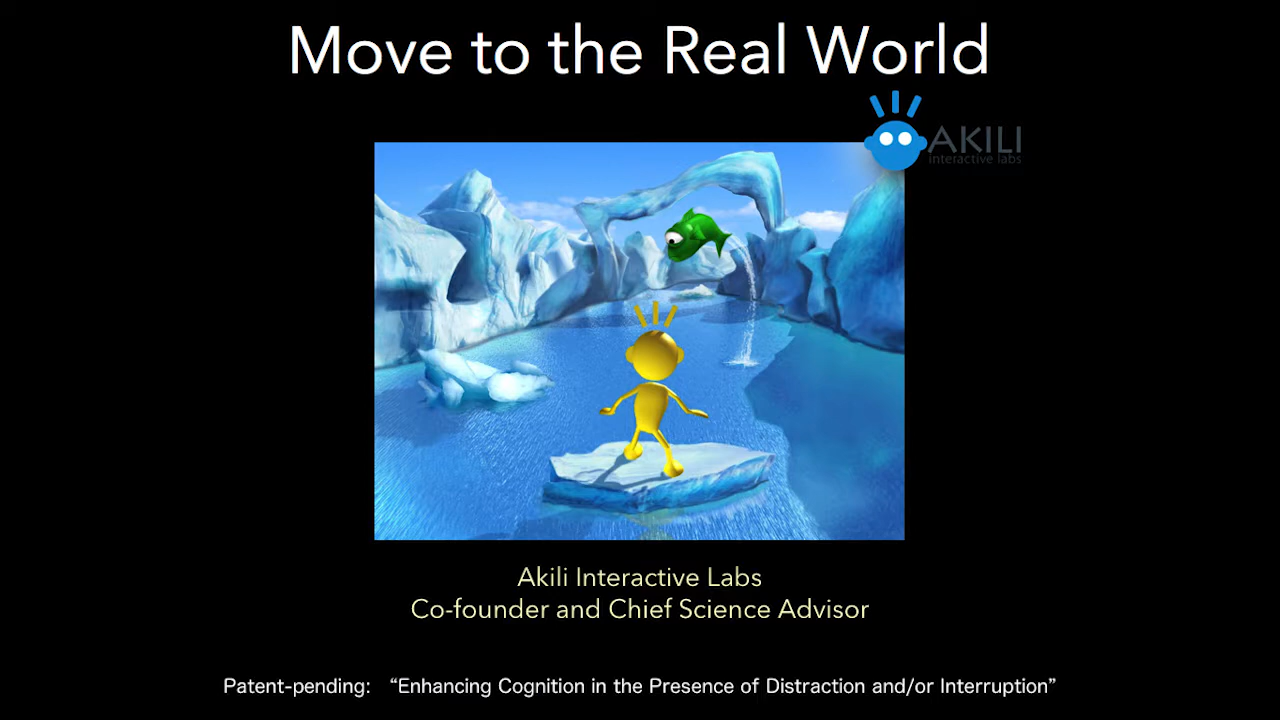 Move to the Real World
AKILI
interactive labs
Akili Interactive Labs
Co-founder and Chief Science Advisor
Patent-pending: “Enhancing Cognition in the Presence of Distraction and/or Interruption”